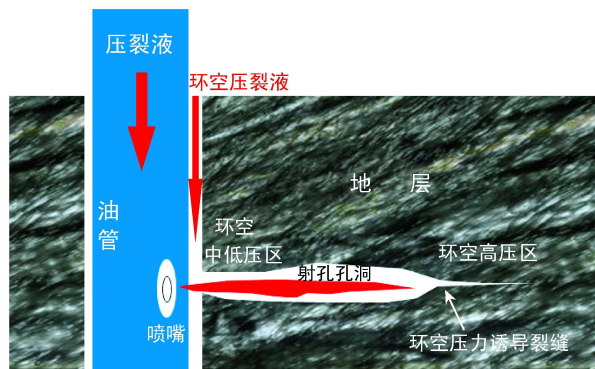 压裂液
环空压裂液
地 层
油
管
环空
中低压区
环空高压区
射孔孔洞
喷嘴
环空压力诱导裂缝